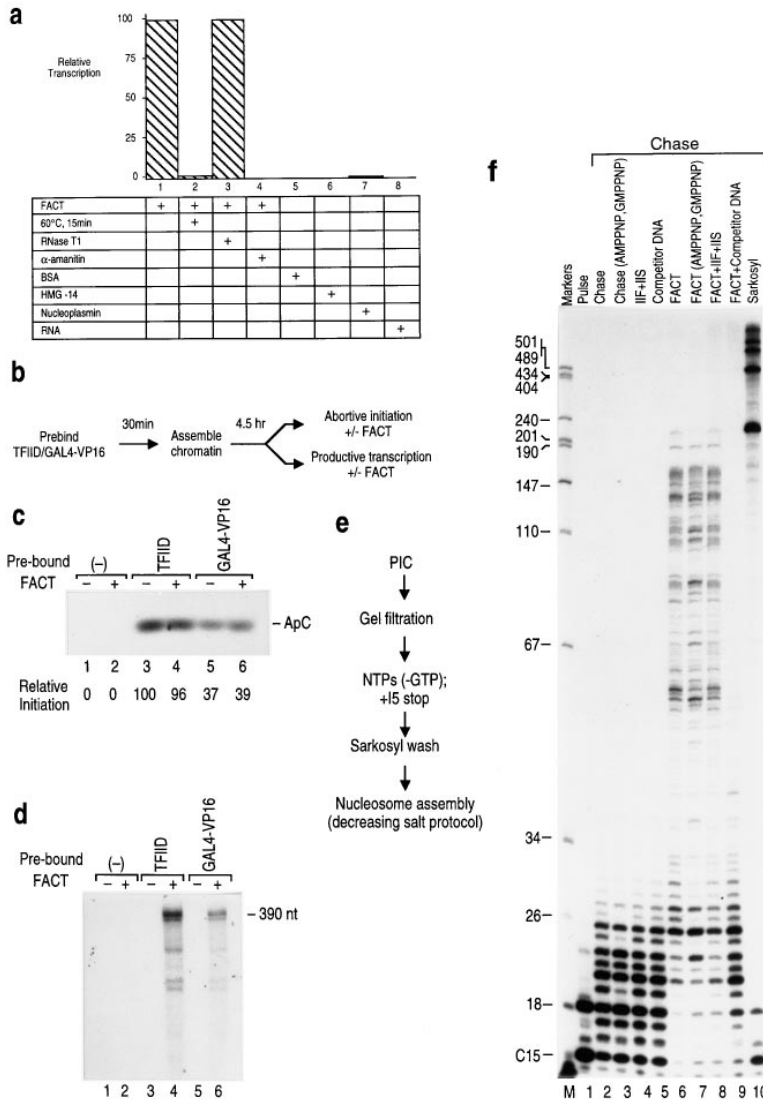 a
100
75
50
25
0
Relative
Transcription
1 2 3 4 5 6 7 8
FACT + + + +
60°C, 15min +
RNase T1 +
α-amanitin +
BSA +
HMG -14 +
Nucleoplasmin +
RNA +
b
Prebind
TFIID/GAL4-VP16
30min
Assemble
chromatin
4.5 hr
Abortive initiation
+/- FACT
Productive transcription
+/- FACT
c
Pre-bound (–) TFIID GAL4-VP16
FACT – + – + – +
– ApC
1 2 3 4 5 6
Relative
Initiation
0 0 100 96 37 39
d
Pre-bound (–) TFIID GAL4-VP16
FACT – + – + – +
– 390 nt
1 2 3 4 5 6
e
PIC
Gel filtration
NTPs (-GTP);
+I5 stop
Sarkosyl wash
Nucleosome assembly
(decreasing salt protocol)
f
Chase
Markers
Pulse
Chase
Chase (AMPPNP,GMPPNP)
IIF+IIS
Competitor DNA
FACT
FACT (AMPPNP,GMPPNP)
FACT+IIF+IIS
FACT+Competitor DNA
Sarkosyl
501
489
434
404
240
201
190
147
110
67
34
26
18
C15
M 1 2 3 4 5 6 7 8 9 10